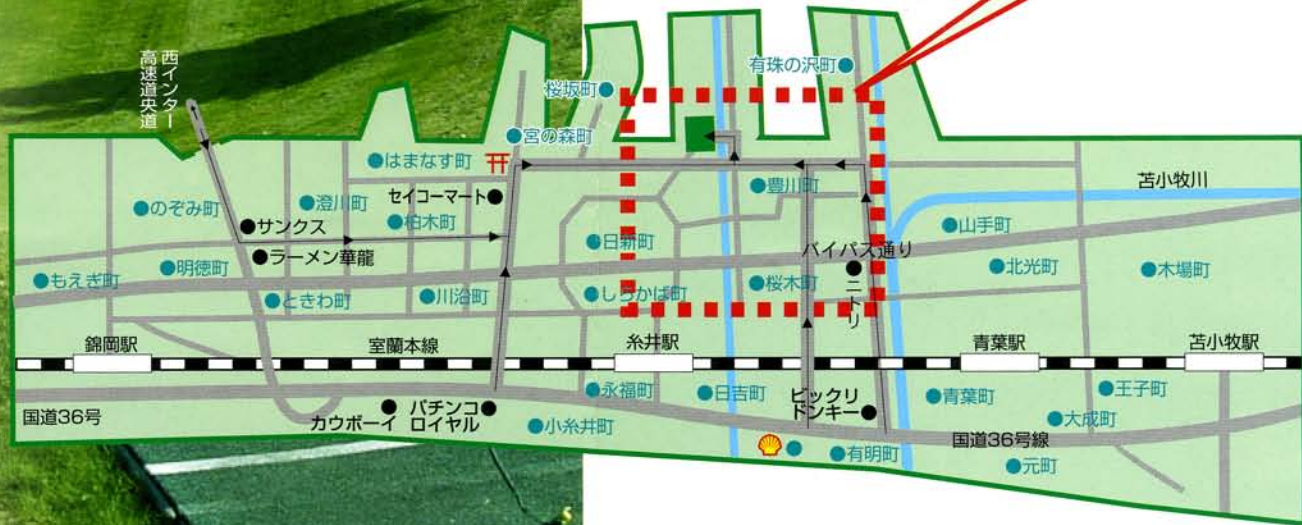 西インター
高速道央道
有珠の沢町
桜坂町
宮の森町
はまなす町
セイコーマート
豊川町
苫小牧川
のぞみ町
澄川町
柏木町
サンクス
山手町
日新町
バイパス通り
ラーメン華龍
明徳町
北光町
木場町
もえぎ町
ときわ町
川沿町
しらかば町
桜木町
ニトリ
錦岡駅
室蘭本線
糸井駅
青葉駅
苫小牧駅
国道36号
カウボーイ
パチンコ
ロイヤル
永福町
小糸井町
日吉町
ビックリ
ドンキー
青葉町
王子町
大成町
国道36号線
有明町
元町